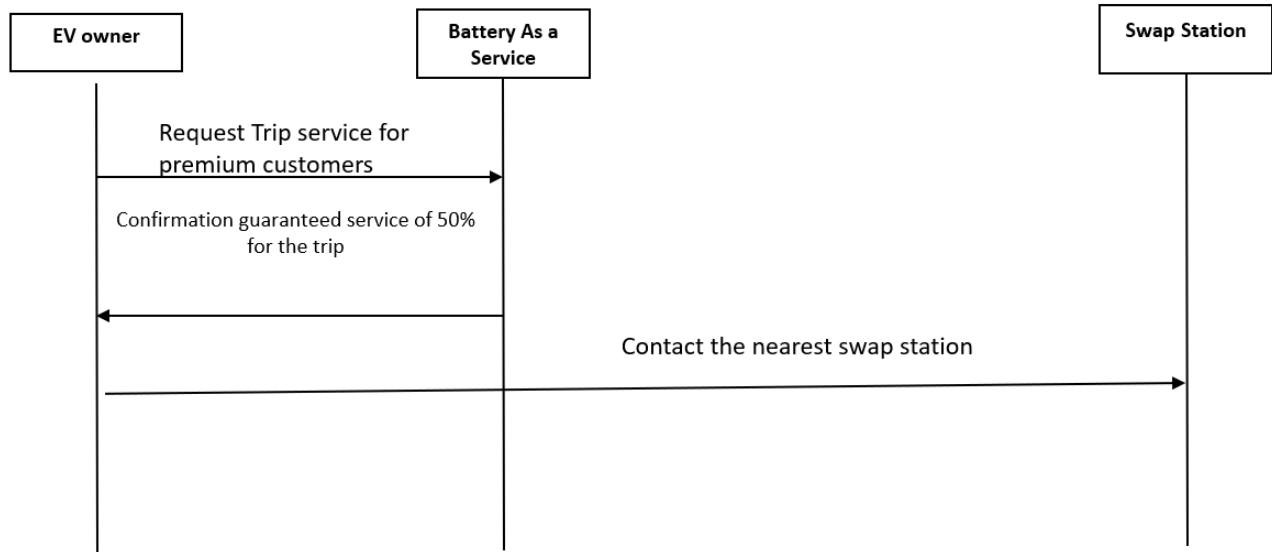 EV owner
Battery As a
Service
Swap Station
Request Trip service for
premium customers
Confirmation guaranteed service of 50%
for the trip
Contact the nearest swap station